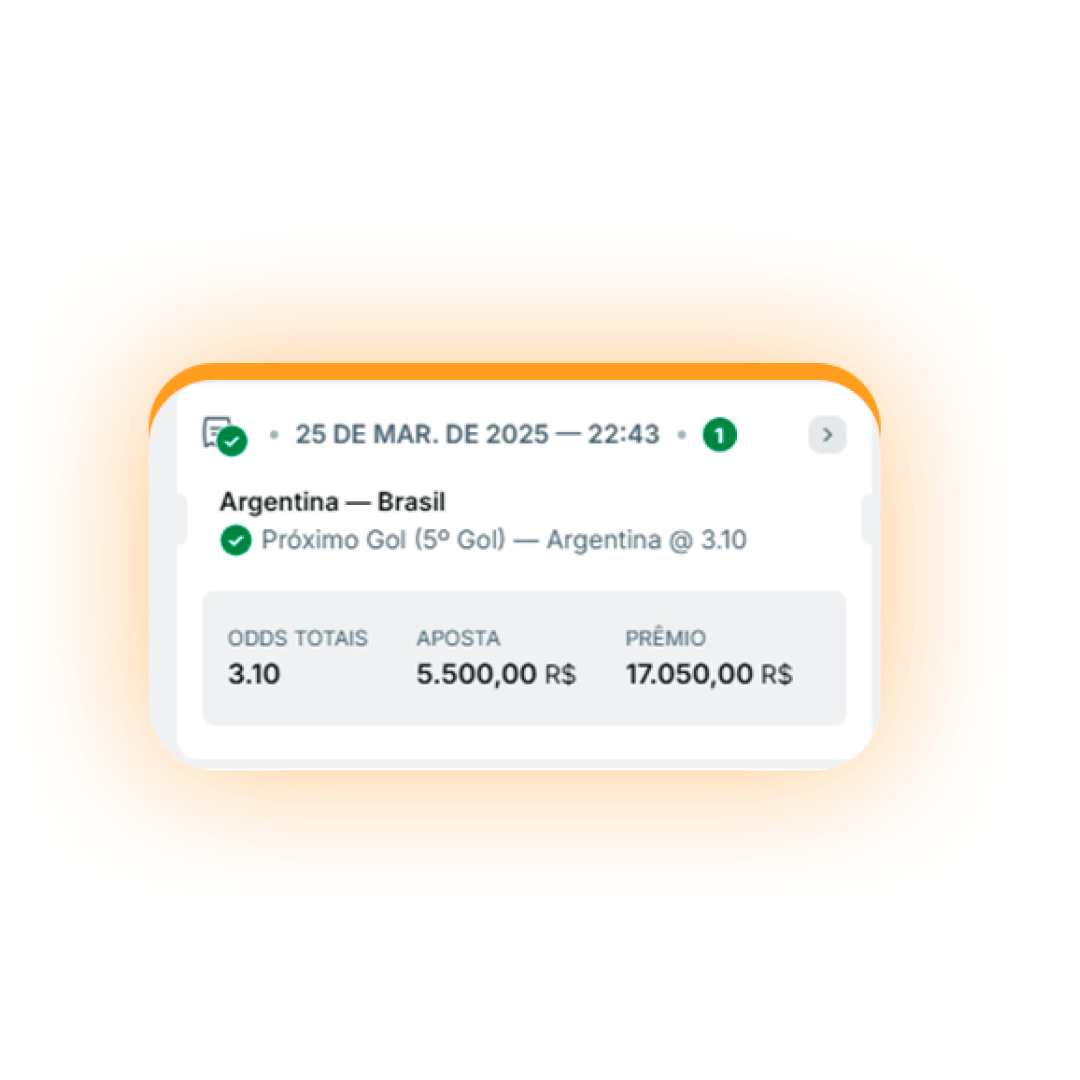 • 25 DE MAR. DE 2025 — 22:43 • 1
Argentina — Brasil
Próximo Gol (5º Gol) — Argentina @ 3.10
ODDS TOTAIS APOSTA PRÊMIO
3.10 5.500,00 R$ 17.050,00 R$